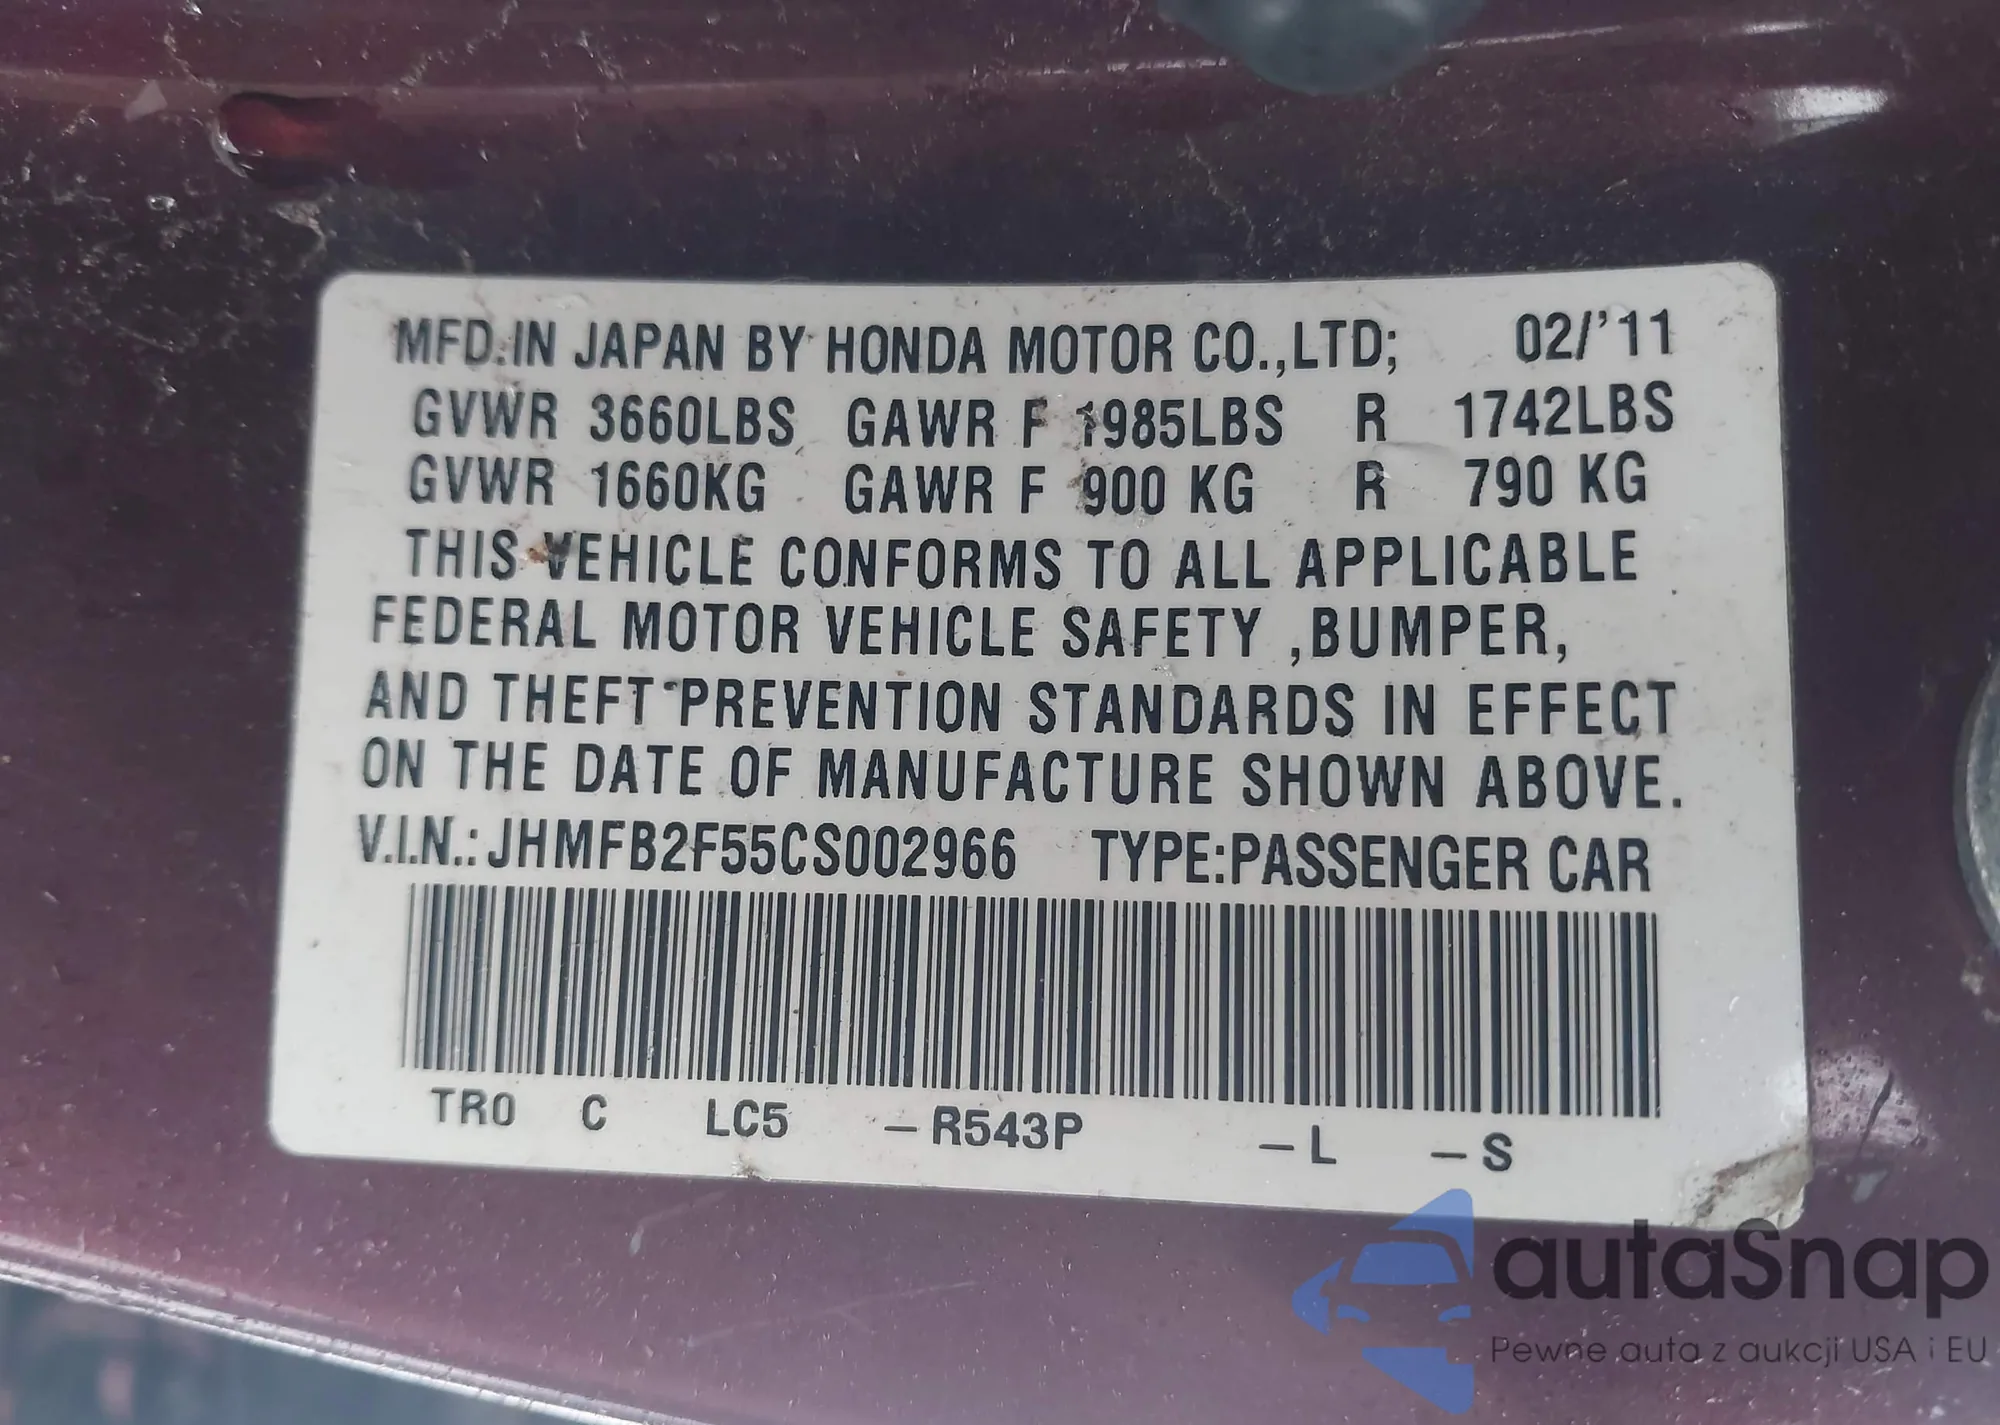 MFD.IN JAPAN BY HONDA MOTOR CO.,LTD; 02/'11
GVWR 3660LBS GAWR F 1985LBS R 1742LBS
GVWR 1660KG GAWR F 900 KG R 790 KG
THIS VEHICLE CONFORMS TO ALL APPLICABLE
FEDERAL MOTOR VEHICLE SAFETY ,BUMPER,
AND THEFT PREVENTION STANDARDS IN EFFECT
ON THE DATE OF MANUFACTURE SHOWN ABOVE.
V.I.N.: JHMFB2F55CS002966 TYPE:PASSENGER CAR
TR0 C LC5 –R543P –L –S
autaSnap
Pewne auta z aukcji USA i EU